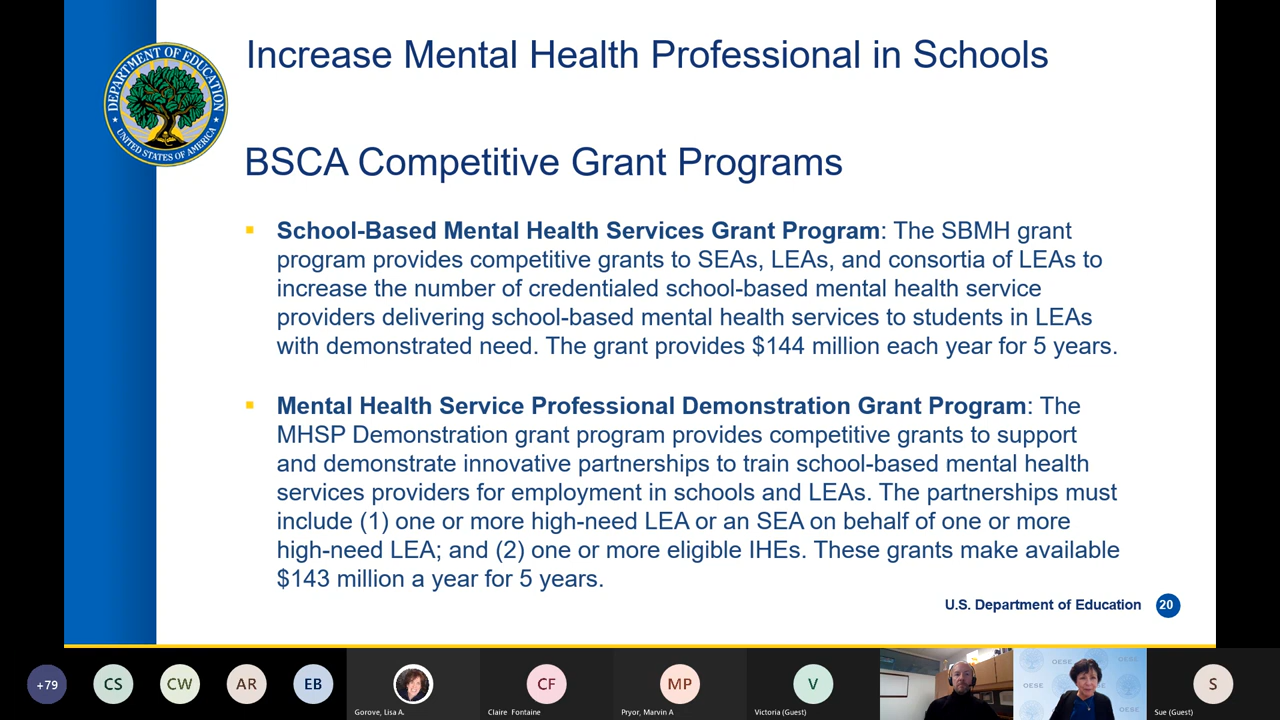 Increase Mental Health Professional in Schools
DEPARTMENT OF EDUCATION
UNITED STATES OF AMERICA
BSCA Competitive Grant Programs
School-Based Mental Health Services Grant Program: The SBMH grant
program provides competitive grants to SEAs, LEAs, and consortia of LEAs to
increase the number of credentialed school-based mental health service
providers delivering school-based mental health services to students in LEAs
with demonstrated need. The grant provides $144 million each year for 5 years.
Mental Health Service Professional Demonstration Grant Program: The
MHSP Demonstration grant program provides competitive grants to support
and demonstrate innovative partnerships to train school-based mental health
services providers for employment in schools and LEAs. The partnerships must
include (1) one or more high-need LEA or an SEA on behalf of one or more
high-need LEA; and (2) one or more eligible IHEs. These grants make available
$143 million a year for 5 years.
U.S. Department of Education 20
+79 CS CW AR EB CF MP V S
OESE OESE
OESE
Gorove, Lisa A. Claire Fontaine Pryor, Marvin A Victoria (Guest) Sue (Guest)